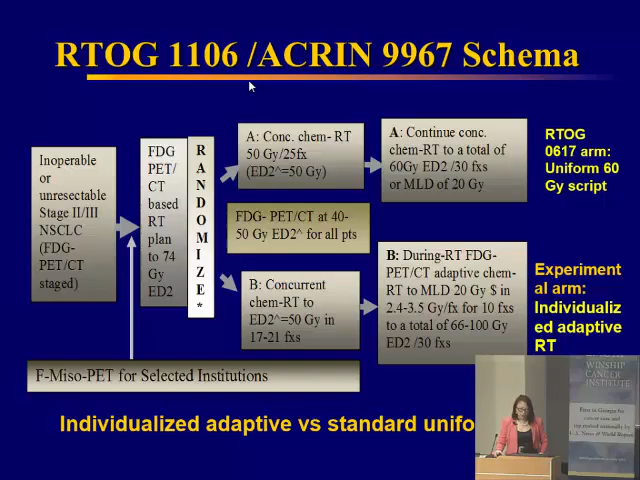 RTOG 1106 /ACRIN 9967 Schema
Inoperable
or
unresectable
Stage II/III
NSCLC
(FDG-
PET/CT
staged)
FDG
PET/
CT
based
RT
plan
to 74
Gy
ED2
R
A
N
D
O
M
I
Z
E
*
A: Conc. chem- RT
50 Gy/25fx
(ED2^=50 Gy)
A: Continue conc.
chem-RT to a total of
60Gy ED2 /30 fxs
or MLD of 20 Gy
RTOG
0617 arm:
Uniform 60
Gy script
FDG- PET/CT at 40-
50 Gy ED2^ for all pts
B: Concurrent
chem-RT to
ED2^=50 Gy in
17-21 fxs
B: During-RT FDG-
PET/CT adaptive chem-
RT to MLD 20 Gy $ in
2.4-3.5 Gy/fx for 10 fxs
to a total of 66-100 Gy
ED2 /30 fxs
Experiment
al arm:
Individualiz
ed adaptive
RT
F-Miso-PET for Selected Institutions
Individualized adaptive vs standard unifo
WINSHIP
CANCER
INSTITUTE